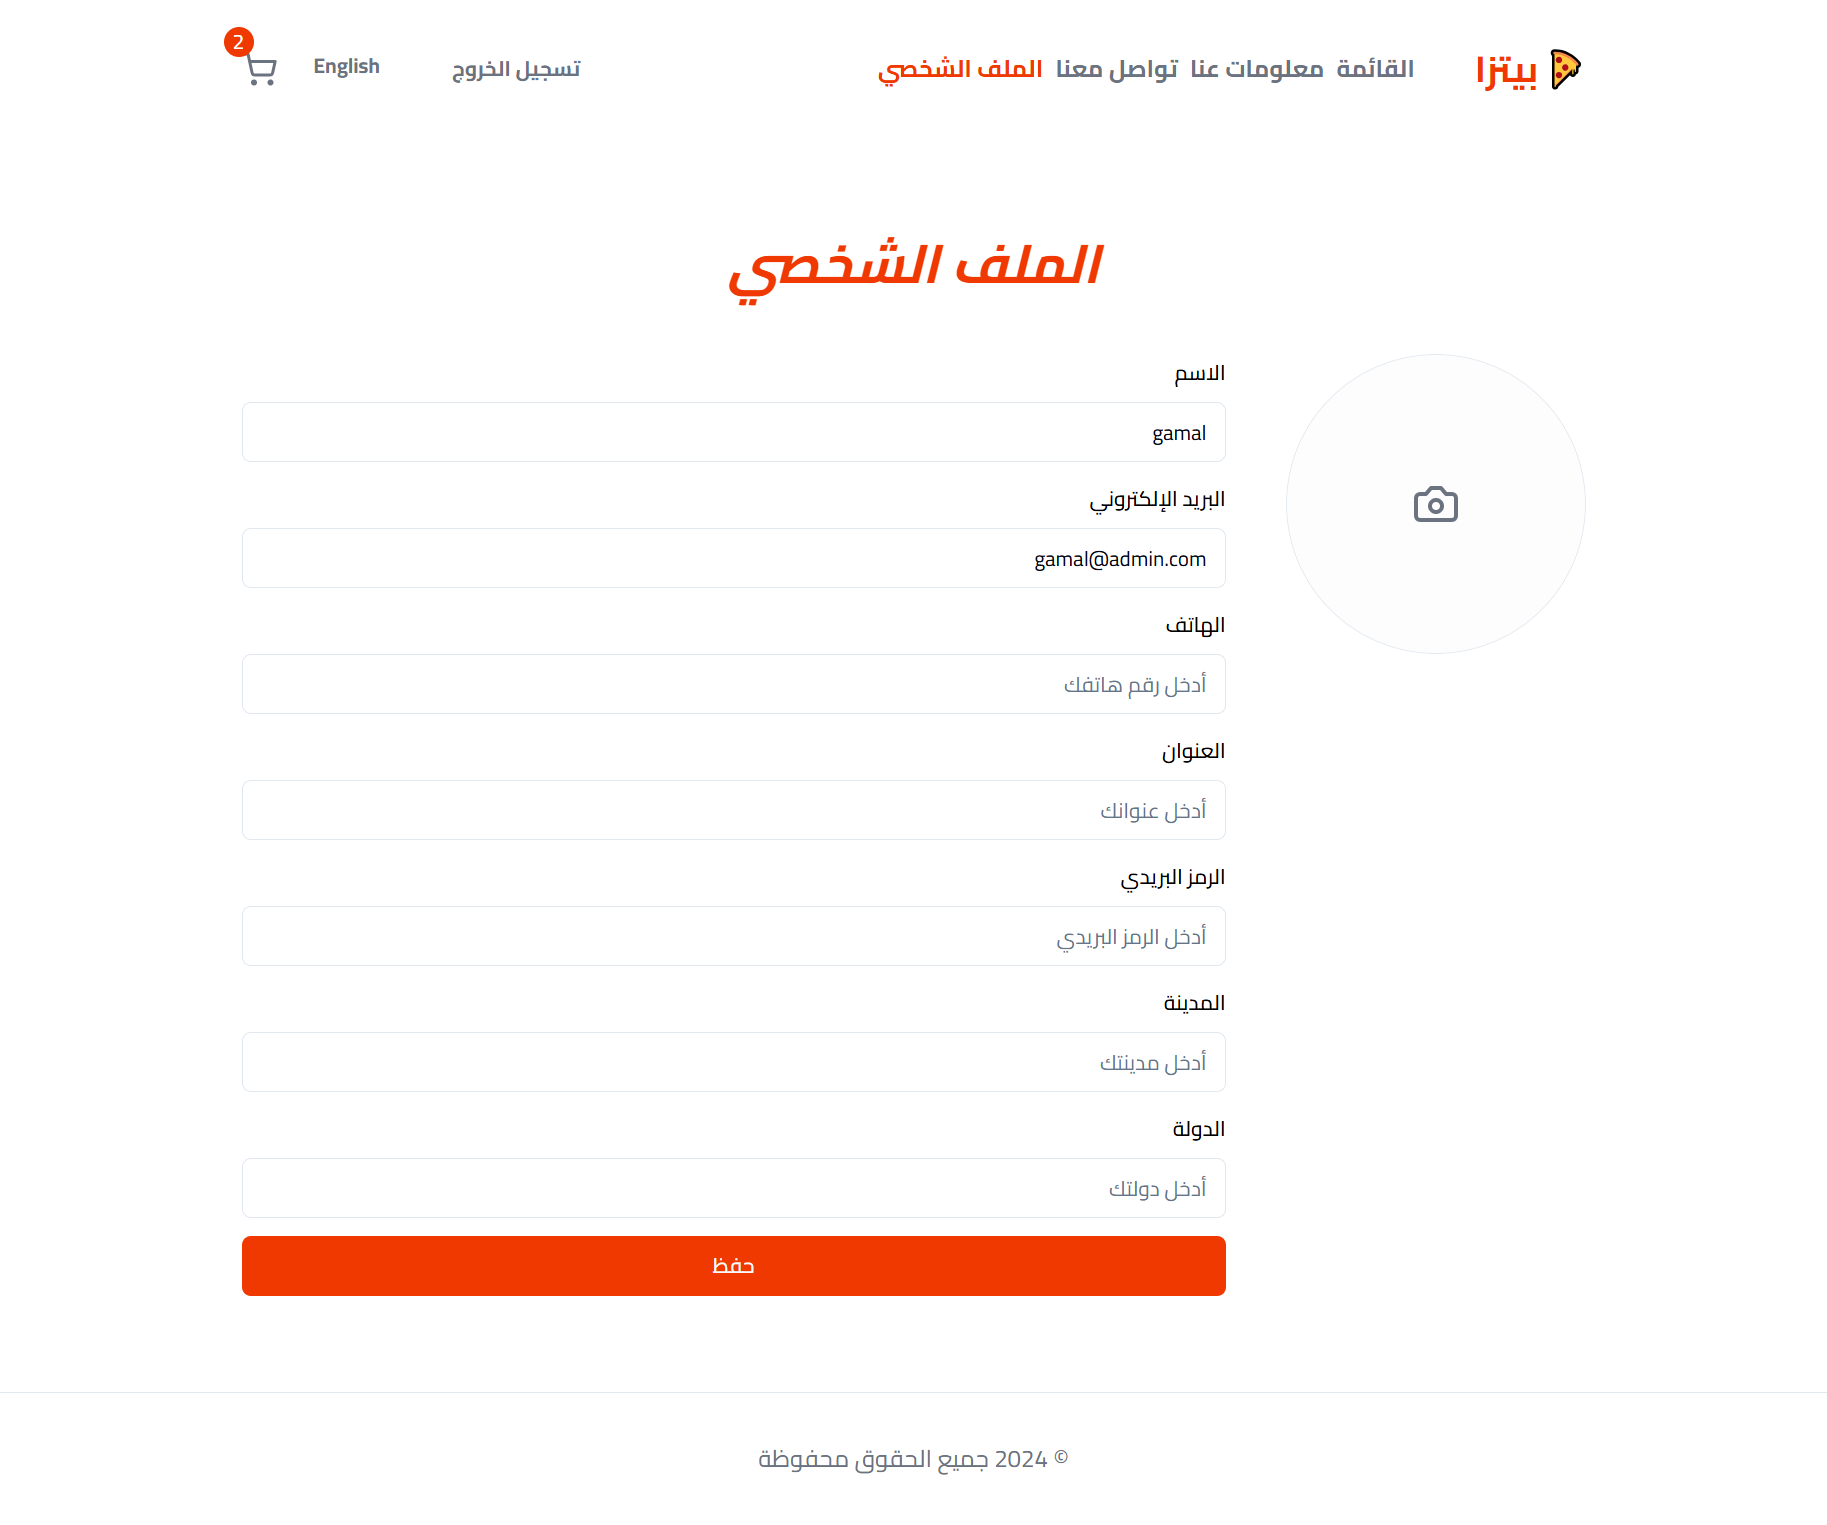 بيتزا
القائمة معلومات عنا تواصل معنا الملف الشخصي
تسجيل الخروج
English
2
الملف الشخصي
الاسم
gamal
البريد الإلكتروني
gamal@admin.com
الهاتف
أدخل رقم هاتفك
العنوان
أدخل عنوانك
الرمز البريدي
أدخل الرمز البريدي
المدينة
أدخل مدينتك
الدولة
أدخل دولتك
حفظ
© 2024 جميع الحقوق محفوظة